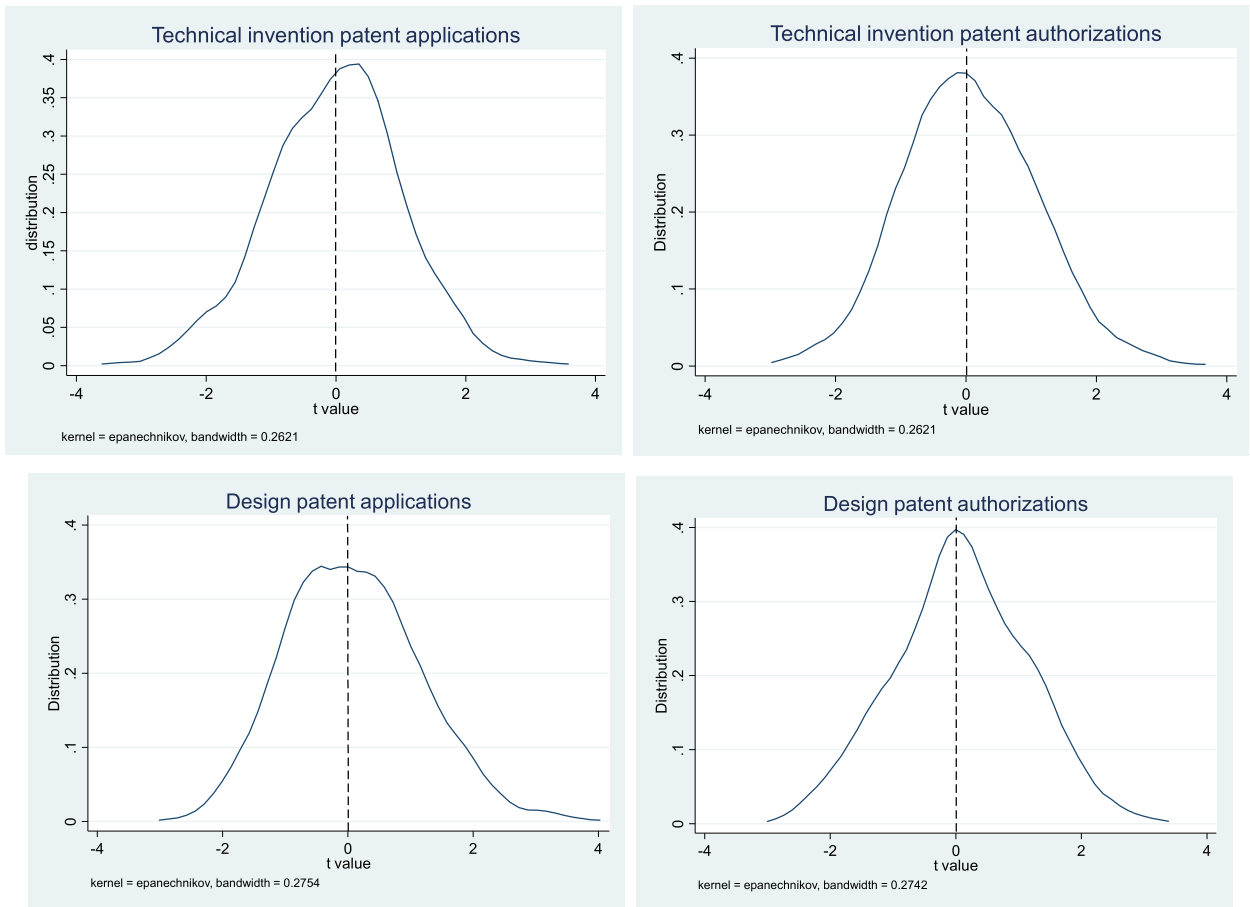 Technical invention patent applications
distribution
0 .05 .1 .15 .2 .25 .3 .35 .4
-4 -2 0 2 4
t value
kernel = epanechnikov, bandwidth = 0.2621
Technical invention patent authorizations
Distribution
0 .1 .2 .3 .4
-4 -2 0 2 4
t value
kernel = epanechnikov, bandwidth = 0.2621
Design patent applications
Distribution
0 .1 .2 .3 .4
-4 -2 0 2 4
t value
kernel = epanechnikov, bandwidth = 0.2754
Design patent authorizations
Distribution
0 .1 .2 .3 .4
-4 -2 0 2 4
t value
kernel = epanechnikov, bandwidth = 0.2742